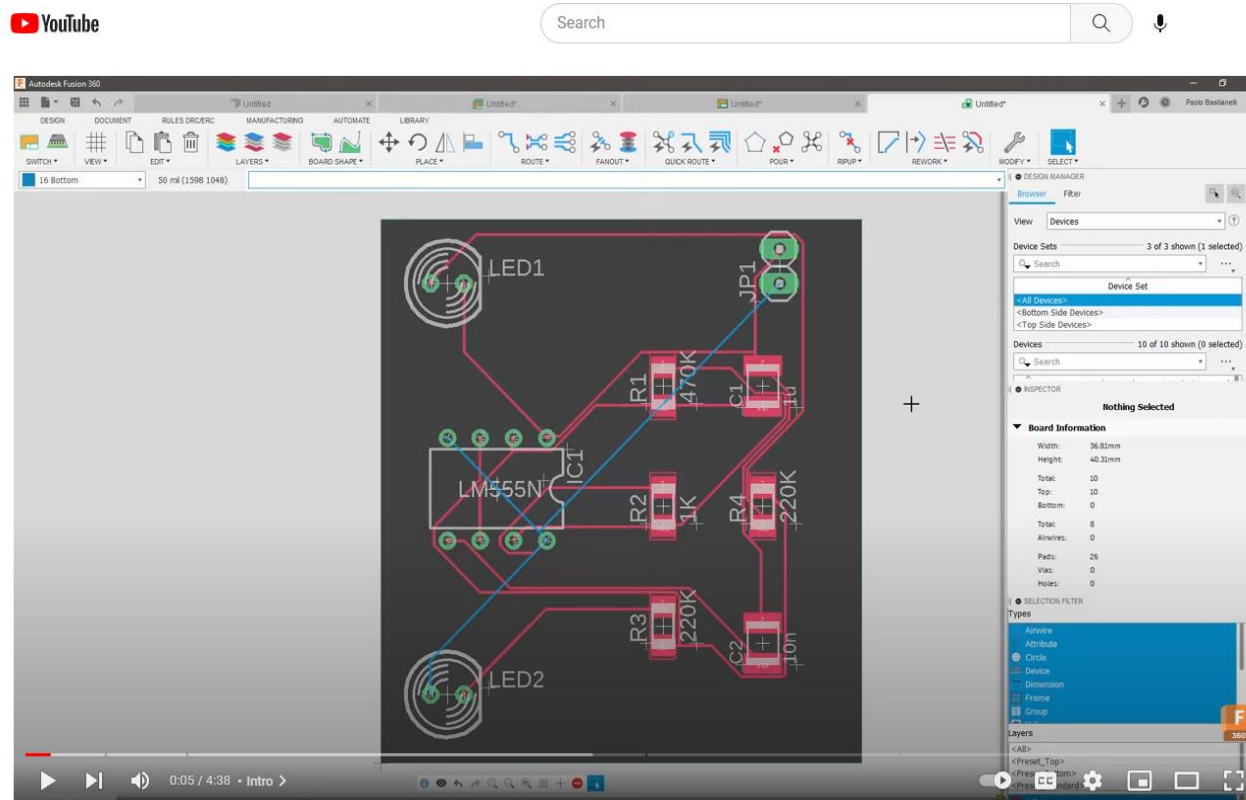 YouTube
Search
Autodesk Fusion 360
Untitled
Untitled*
Untitled*
Untitled*
Paolo Bastianelli
DESIGN
DOCUMENT
RULES DRC/ERC
MANUFACTURING
AUTOMATE
LIBRARY
SWITCH
VIEW
EDIT
LAYERS
BOARD SHAPE
PLACE
ROUTE
FANOUT
QUICK ROUTE
POUR
RIPUP
REWORK
MODIFY
SELECT
16 Bottom
50 mil (1598 1048)
LED1
JP1
R1
470K
C1
1u
LM555N
IC1
R2
1K
R4
220K
R3
220K
C2
10n
LED2
DESIGN MANAGER
Browser
Filter
View
Devices
Device Sets
3 of 3 shown (1 selected)
Search
Device Set
<All Devices>
<Bottom Side Devices>
<Top Side Devices>
Devices
10 of 10 shown (0 selected)
Search
INSPECTOR
Nothing Selected
Board Information
Width: 36.81mm
Height: 40.31mm
Total: 10
Top: 10
Bottom: 0
Total: 8
Airwires: 0
Pads: 26
Vias: 0
Holes: 0
SELECTION FILTER
Types
Airwire
Attribute
Circle
Device
Dimension
Frame
Group
Layers
<All>
<Preset_Top>
F
360
0:05 / 4:38 • Intro
CC